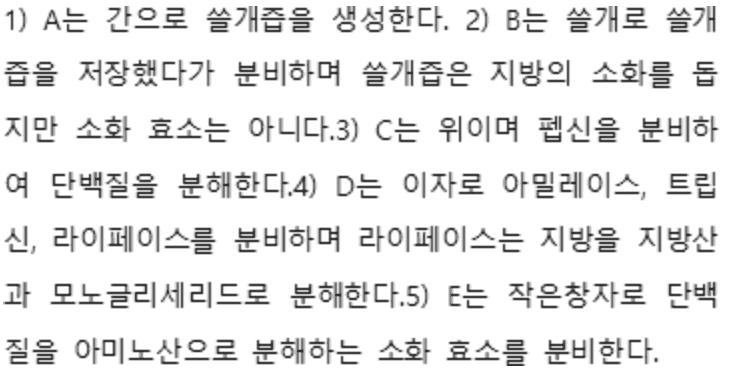 1) A는 간으로 쓸개즙을 생성한다. 2) B는 쓸개로 쓸개
즙을 저장했다가 분비하며 쓸개즙은 지방의 소화를 돕
지만 소화 효소는 아니다.3) C는 위이며 펩신을 분비하
여 단백질을 분해한다.4) D는 이자로 아밀레이스, 트립
신, 라이페이스를 분비하며 라이페이스는 지방을 지방산
과 모노글리세리드로 분해한다.5) E는 작은창자로 단백
질을 아미노산으로 분해하는 소화 효소를 분비한다.